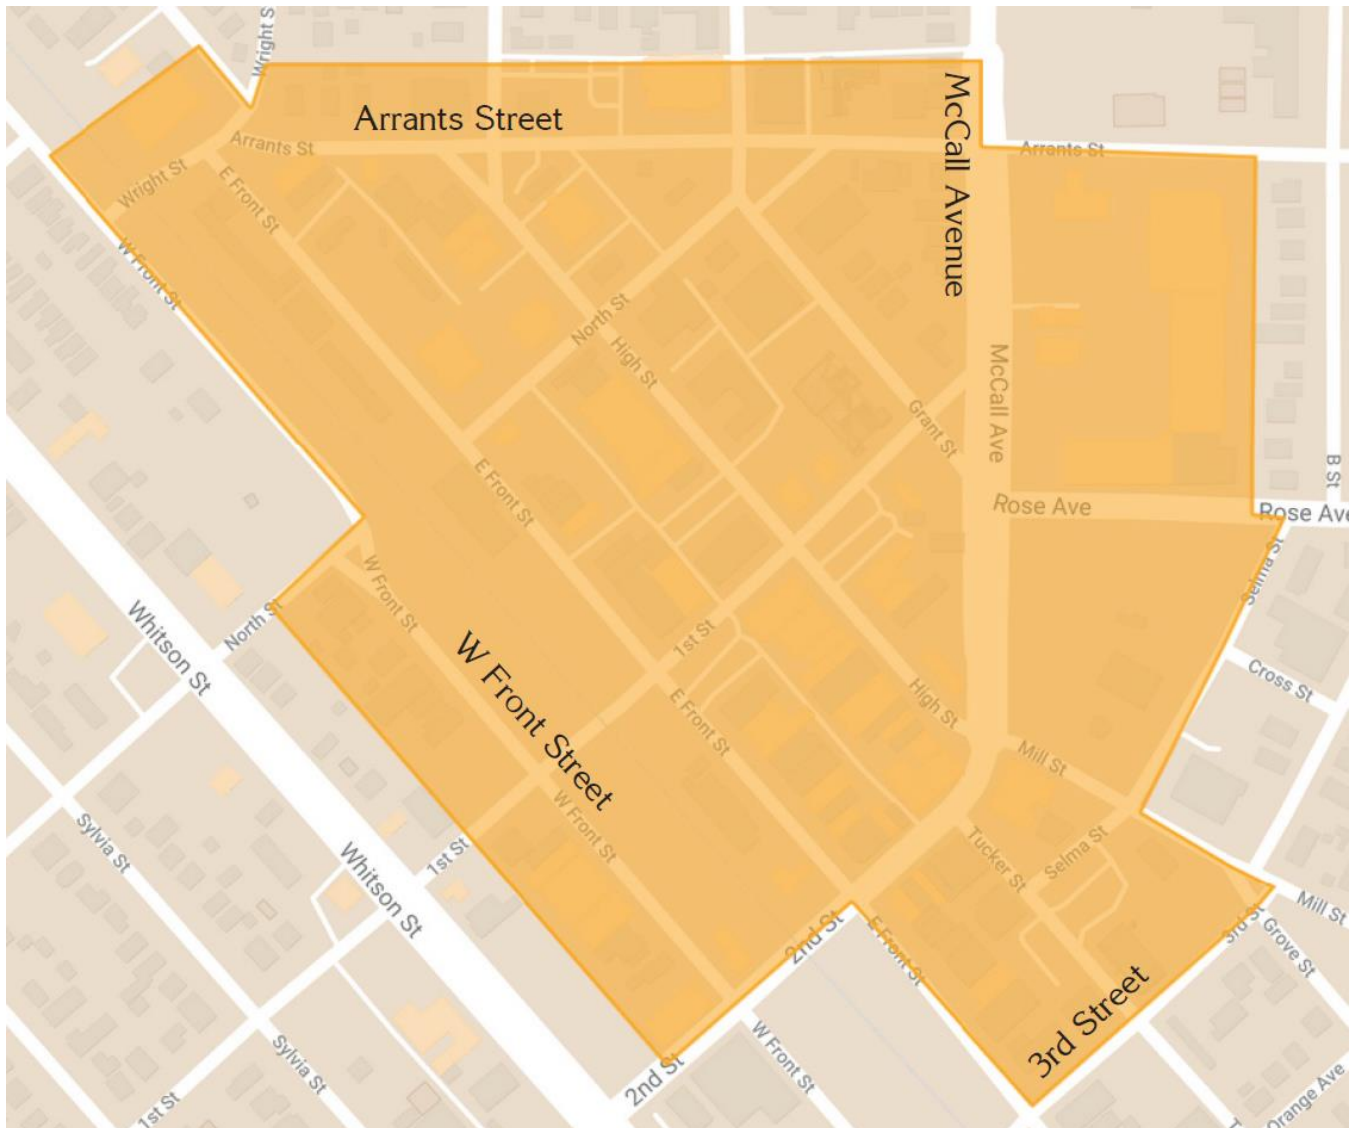 Wright S
Arrants Street
McCall Avenue
Arrants St
Arrants St
Wright St
E Front St
W Front St
North St
High St
McCall Ave
Grant St
B St
E Front St
Rose Ave
Rose Ave
Selma St
W Front St
North St
Whitson St
1st St
W Front Street
Cross St
E Front St
High St
Mill St
W Front St
Sylvia St
1st St
Whitson St
Tucker St
Selma St
Mill St
2nd St
E Front St
3rd St
Grove St
3rd Street
Sylvia St
W Front St
2nd St
1st St
Orange Ave
T